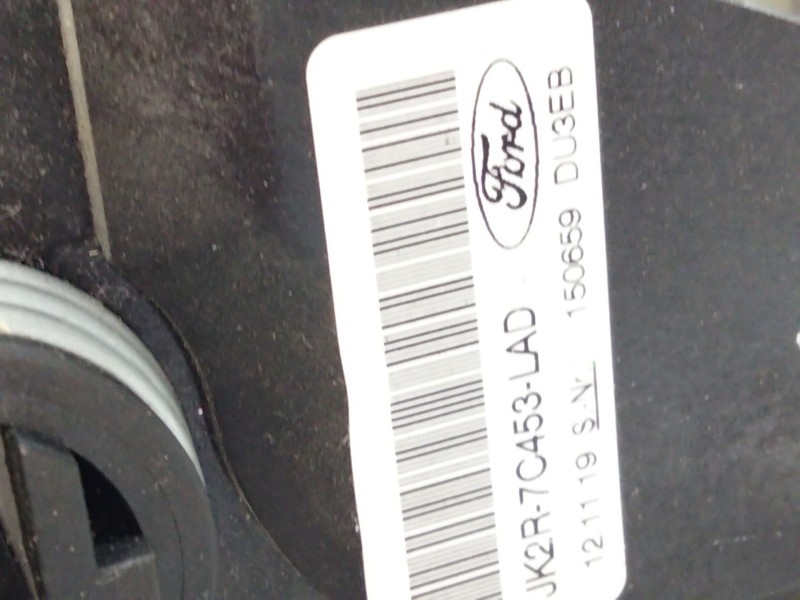 Ford
JK2R-7C453-LAD
12 11 19 S.N. 150659 DU3EB